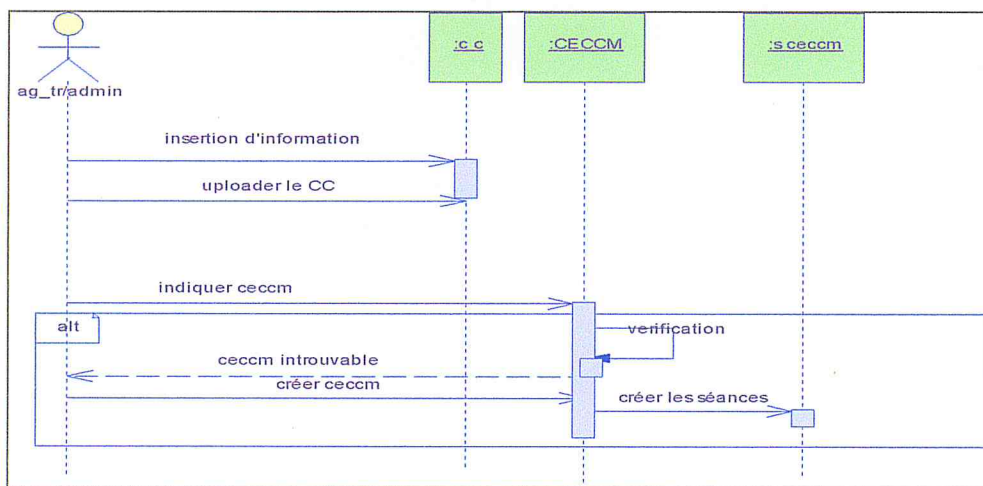 :c c
:CECCM
:s ceccm
ag_tr/admin
insertion d'information
uploader le CC
indiquer ceccm
alt
verification
ceccm introuvable
créer ceccm
créer les séances